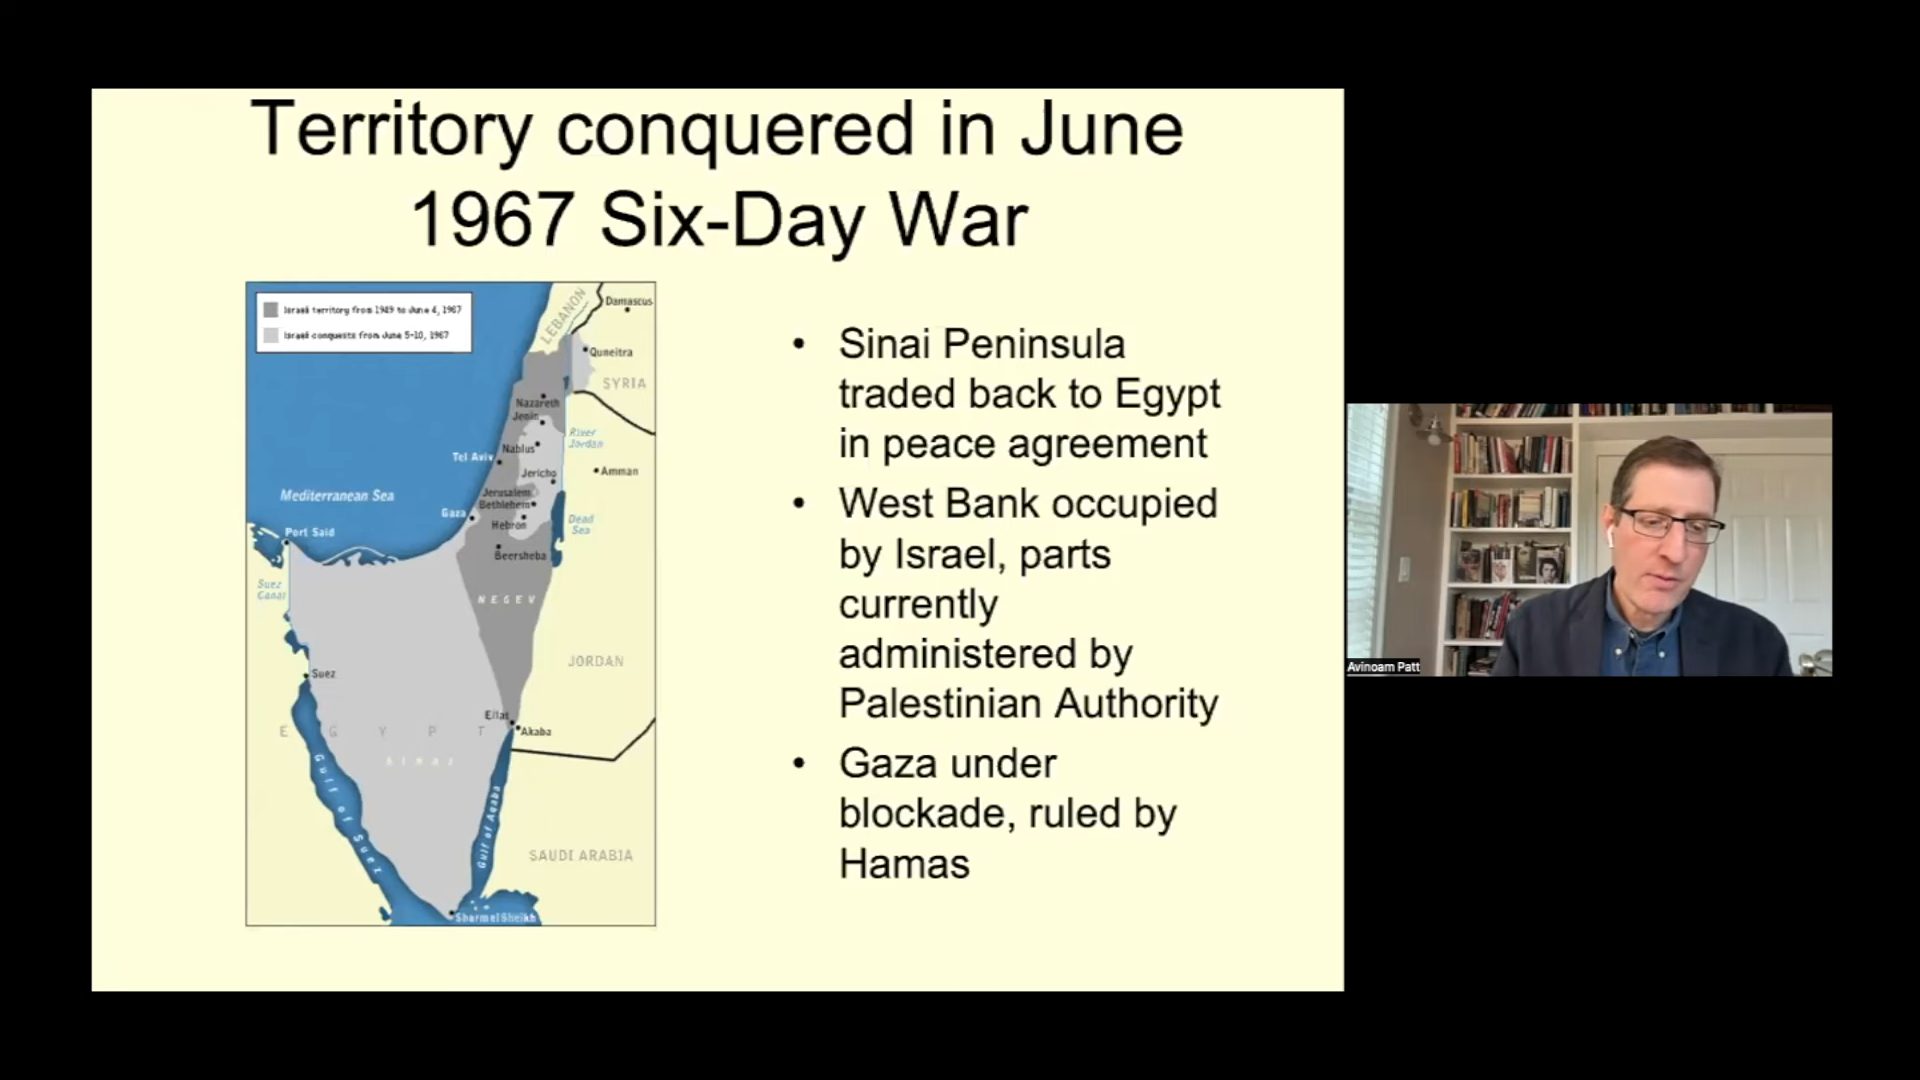 Territory conquered in June
1967 Six-Day War
Israeli territory from 1949 to June 4, 1967
Israeli conquests from June 5-10, 1967
LEBANON
Damascus
Quneitra
SYRIA
Nazareth
Jenin
River
Jordan
Nablus
Tel Aviv
Amman
Jericho
Mediterranean Sea
Jerusalem
Bethlehem
Gaza
Dead
Sea
Hebron
Port Said
Beersheba
Suez
Canal
NEGEV
JORDAN
Suez
Eilat
Akaba
EGYPT
SINAI
Gulf of Suez
Gulf of Aqaba
SAUDI ARABIA
Sharm el Sheikh
• Sinai Peninsula
traded back to Egypt
in peace agreement
• West Bank occupied
by Israel, parts
currently
administered by
Palestinian Authority
• Gaza under
blockade, ruled by
Hamas
Avinoam Patt